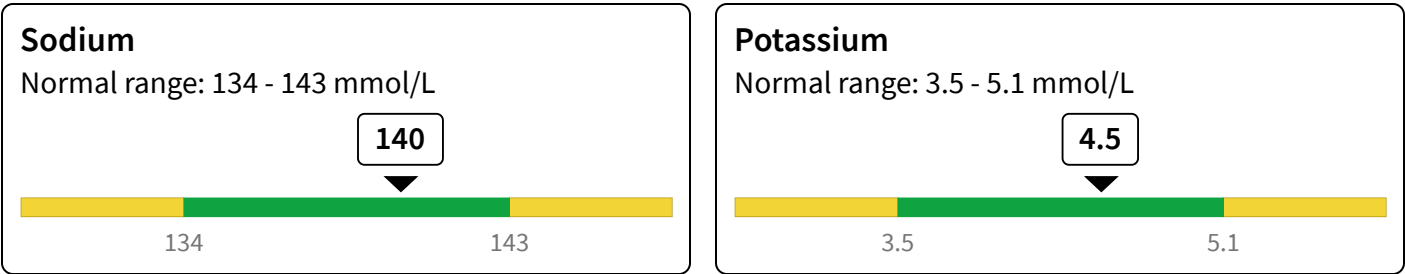 Sodium
Normal range: 134 - 143 mmol/L
140
134 143
Potassium
Normal range: 3.5 - 5.1 mmol/L
4.5
3.5 5.1